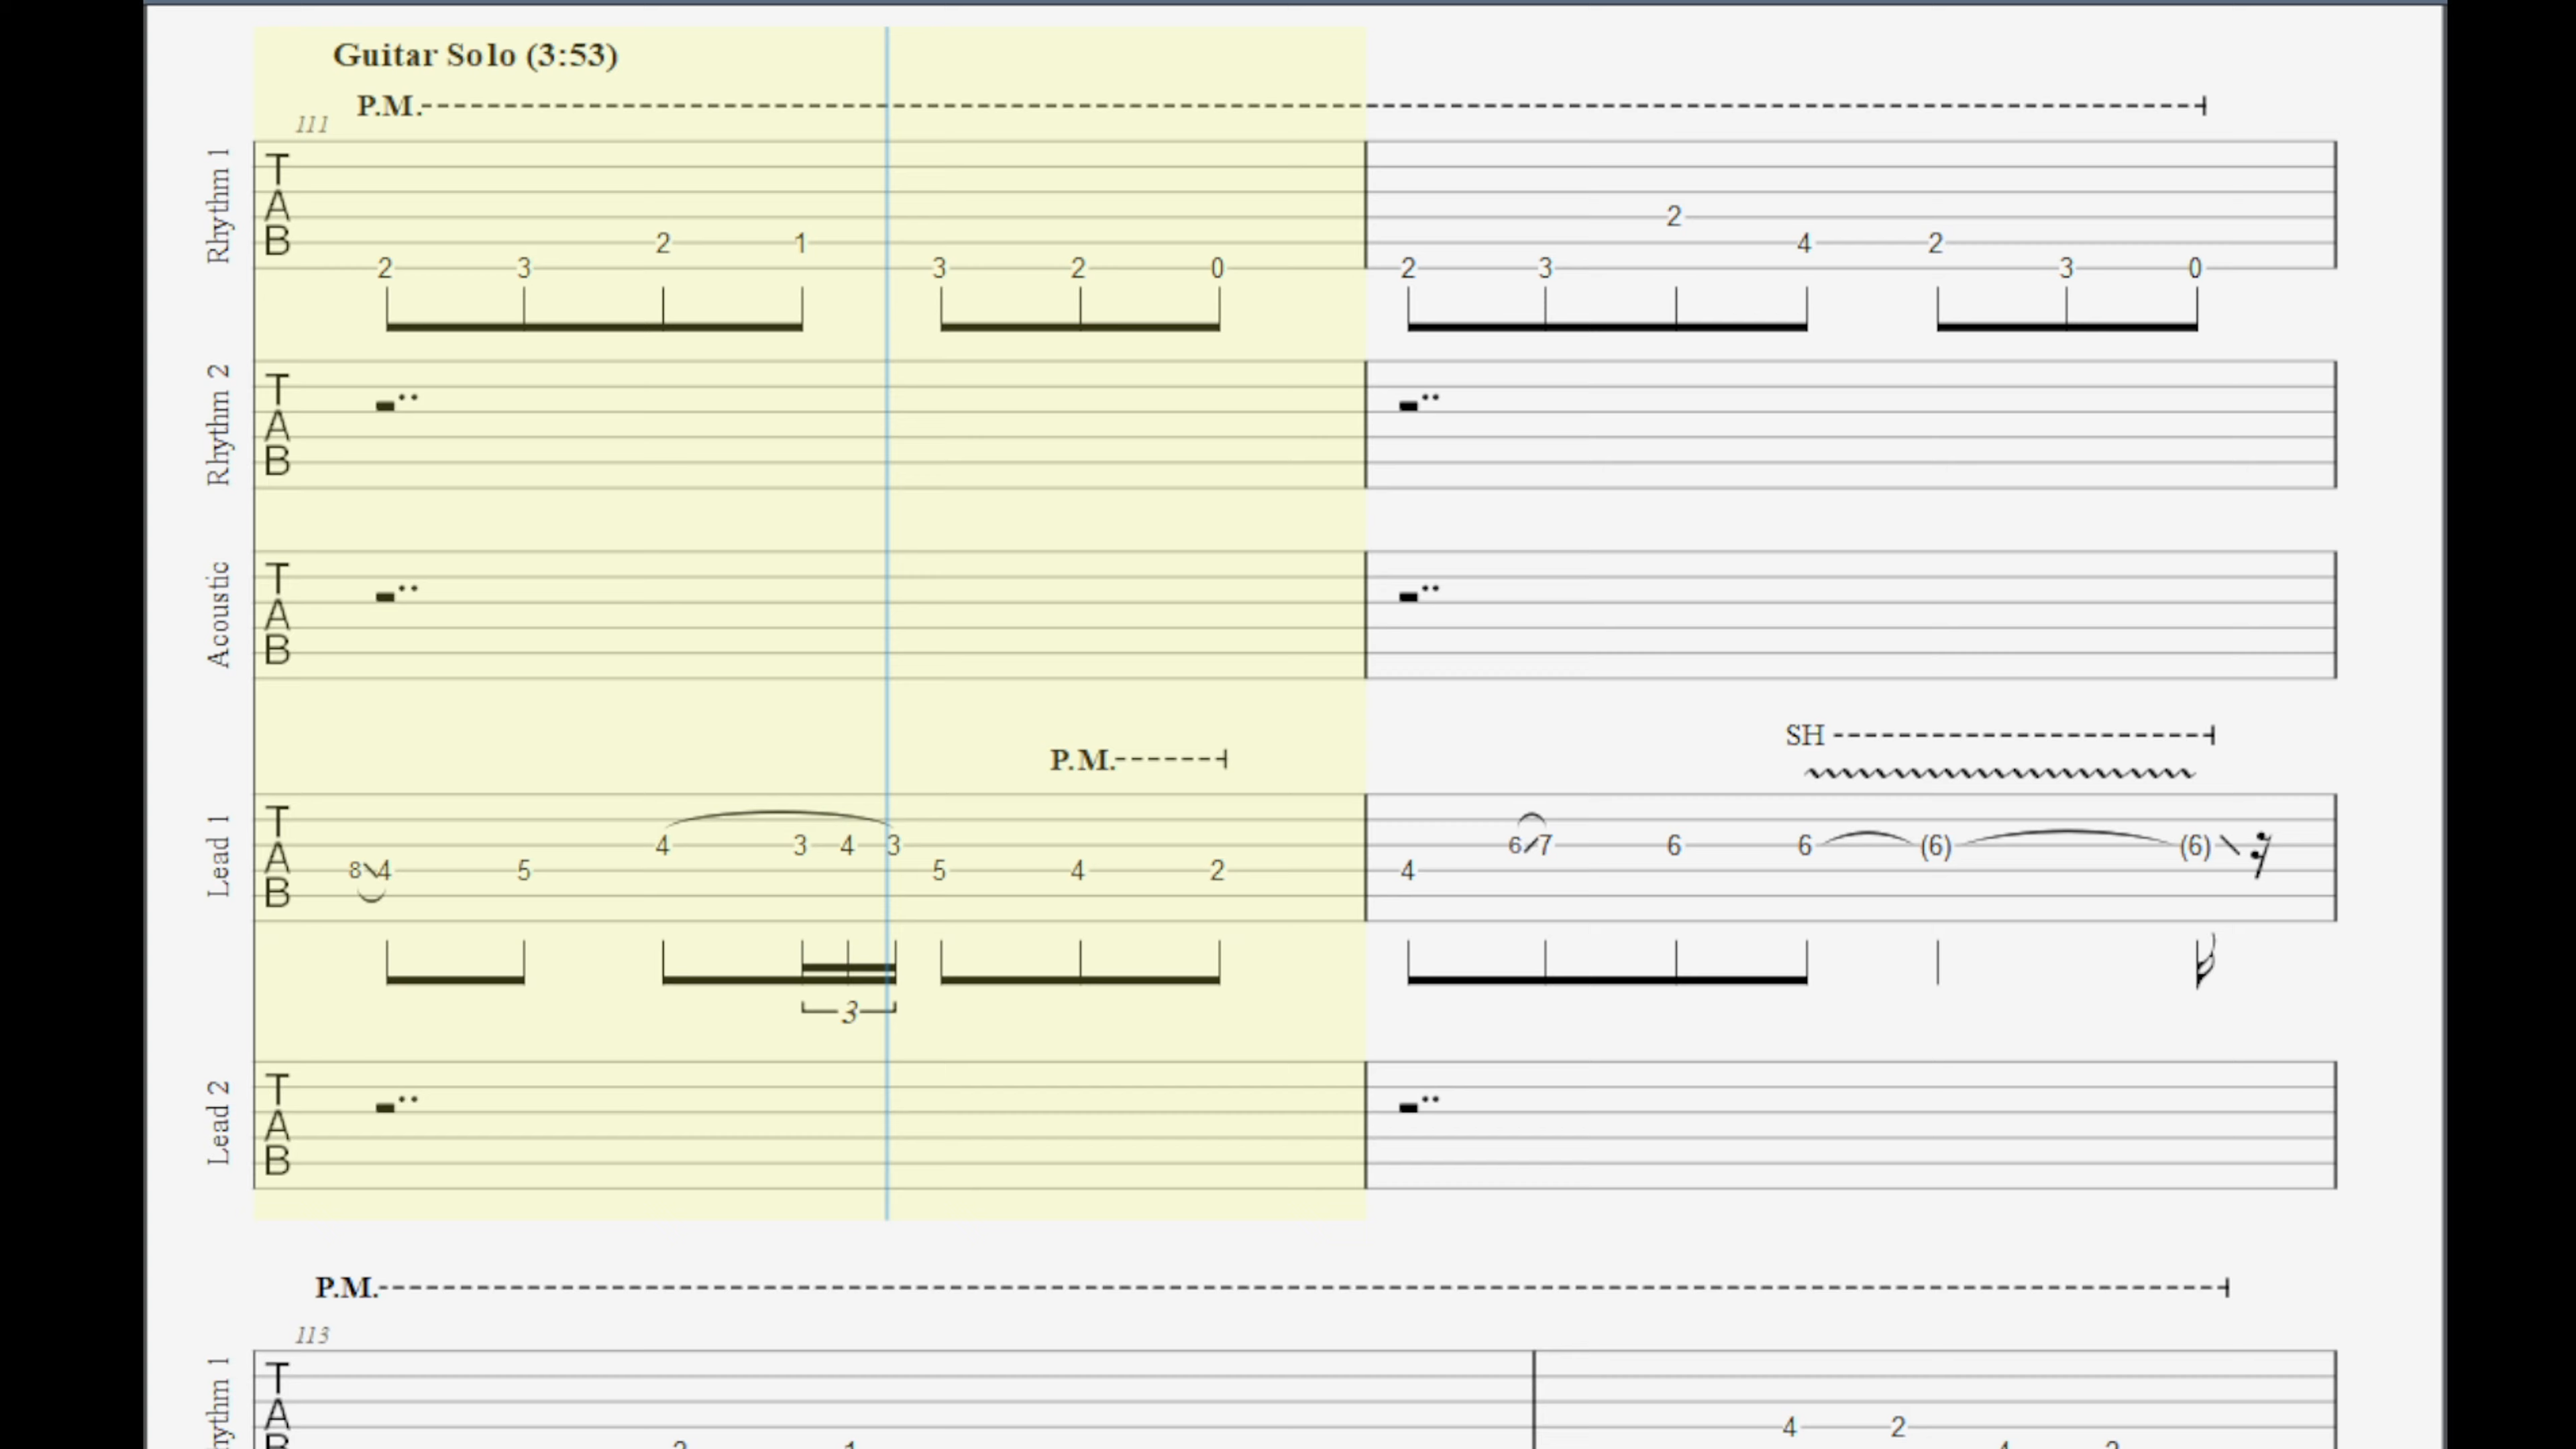 Guitar Solo (3:53)
P.M.
111
Rhythm 1
T
A
B
2 3 2 1 3 2 0 2 3 2 4 2 3 0
Rhythm 2
T
A
B
Acoustic
T
A
B
SH
P.M.
Lead 1
T
A
B
8 4 5 4 3 4 3 5 4 2 4 6 7 6 6 (6) (6)
3
Lead 2
T
A
B
P.M.
113
T
A
4 2